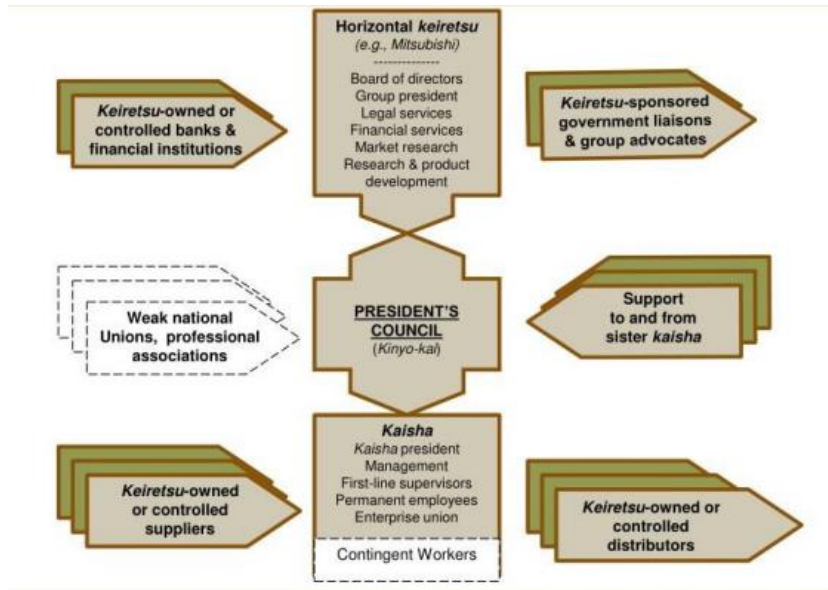 Horizontal keiretsu
(e.g., Mitsubishi)
--------------
Board of directors
Group president
Legal services
Financial services
Market research
Research & product
development
Keiretsu-owned or
controlled banks &
financial institutions
Keiretsu-sponsored
government liaisons
& group advocates
Weak national
Unions, professional
associations
PRESIDENT'S
COUNCIL
(Kinyo-kai)
Support
to and from
sister kaisha
Keiretsu-owned
or controlled
suppliers
Kaisha
Kaisha president
Management
First-line supervisors
Permanent employees
Enterprise union
Contingent Workers
Keiretsu-owned or
controlled
distributors